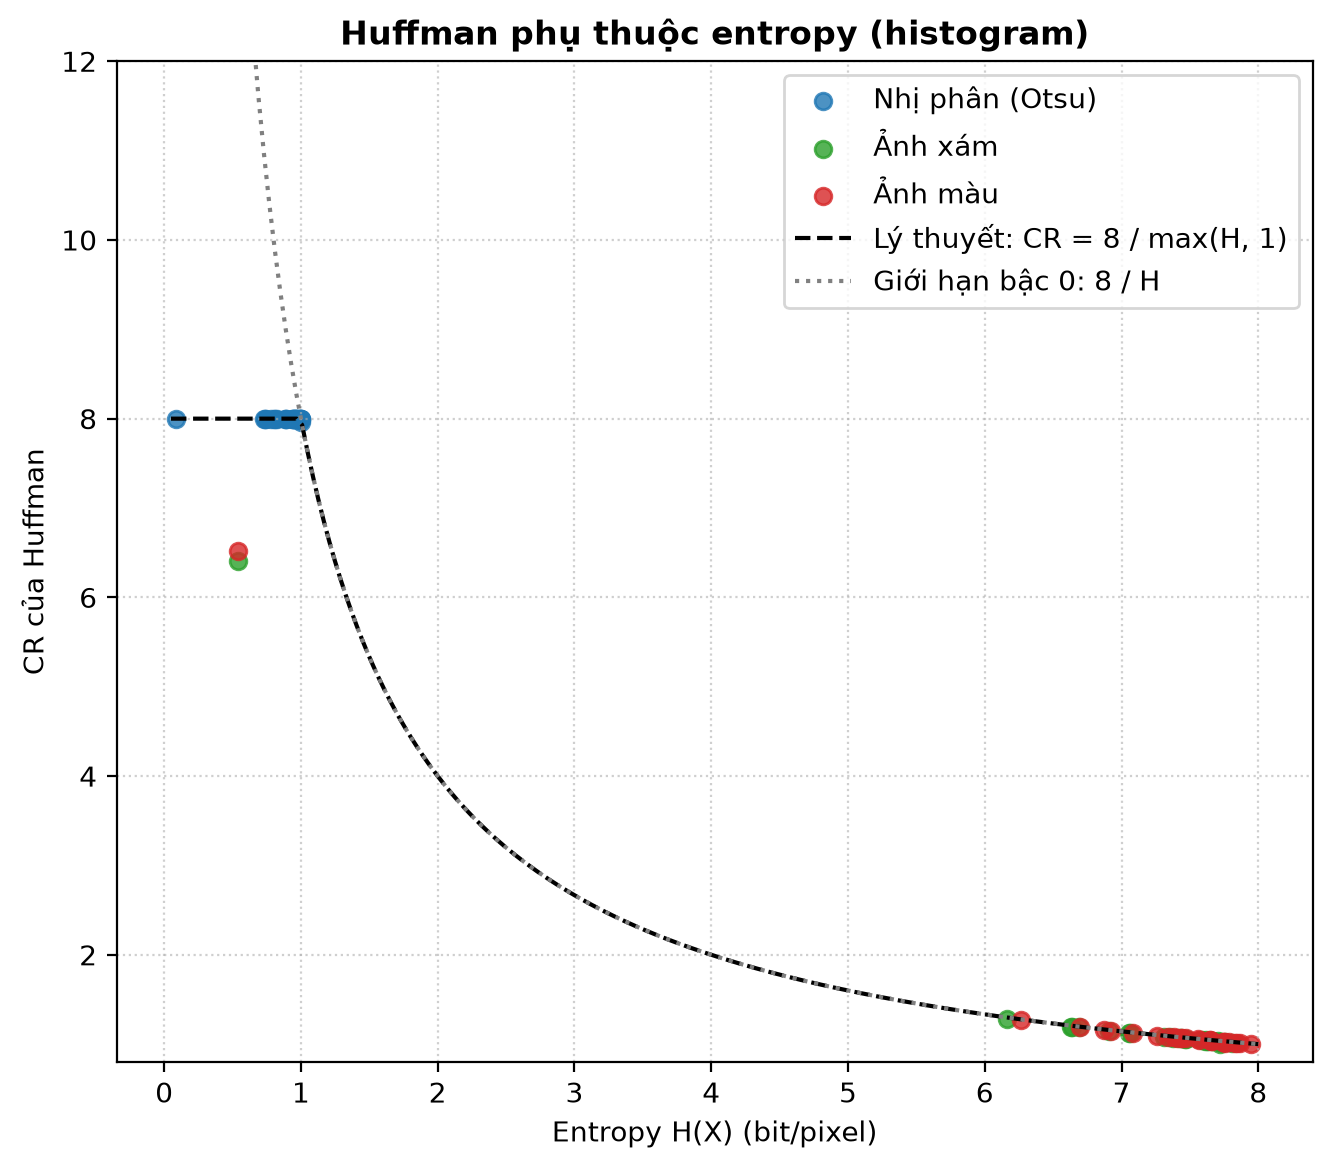 Huffman phụ thuộc entropy (histogram)
12
10
8
6
4
2
CR của Huffman
Nhị phân (Otsu)
Ảnh xám
Ảnh màu
Lý thuyết: CR = 8 / max(H, 1)
Giới hạn bậc 0: 8 / H
0 1 2 3 4 5 6 7 8
Entropy H(X) (bit/pixel)